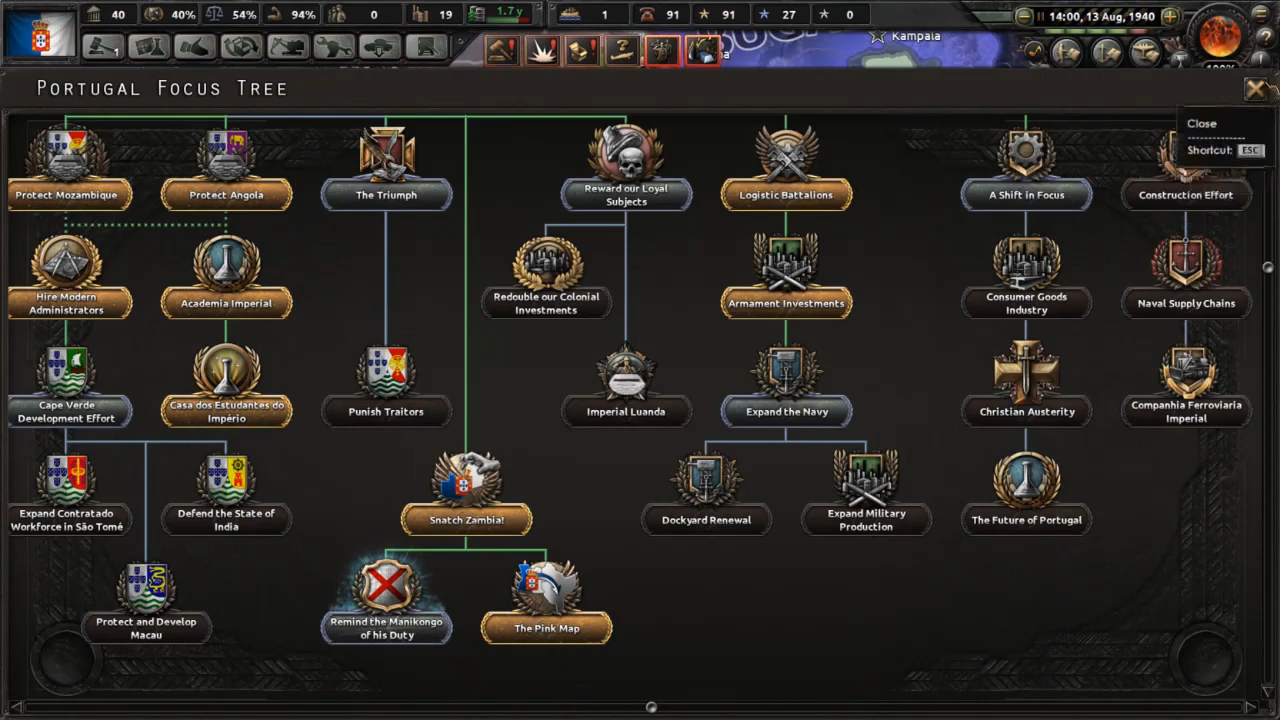 40
40%
54%
94%
0
19
1.7 y
1
91
91
27
0
14:00, 13 Aug, 1940
Kampala
100%
Portugal Focus Tree
Close
Shortcut: ESC
Protect Mozambique
Protect Angola
The Triumph
Reward our Loyal
Subjects
Logistic Battalions
A Shift in Focus
Construction Effort
Hire Modern
Administrators
Academia Imperial
Redouble our Colonial
Investments
Armament Investments
Consumer Goods
Industry
Naval Supply Chains
Cape Verde
Development Effort
Casa dos Estudantes do
Império
Punish Traitors
Imperial Luanda
Expand the Navy
Christian Austerity
Companhia Ferroviaria
Imperial
Expand Contratado
Workforce in São Tomé
Defend the State of
India
Snatch Zambia!
Dockyard Renewal
Expand Military
Production
The Future of Portugal
Protect and Develop
Macau
Remind the Manikongo
of his Duty
The Pink Map